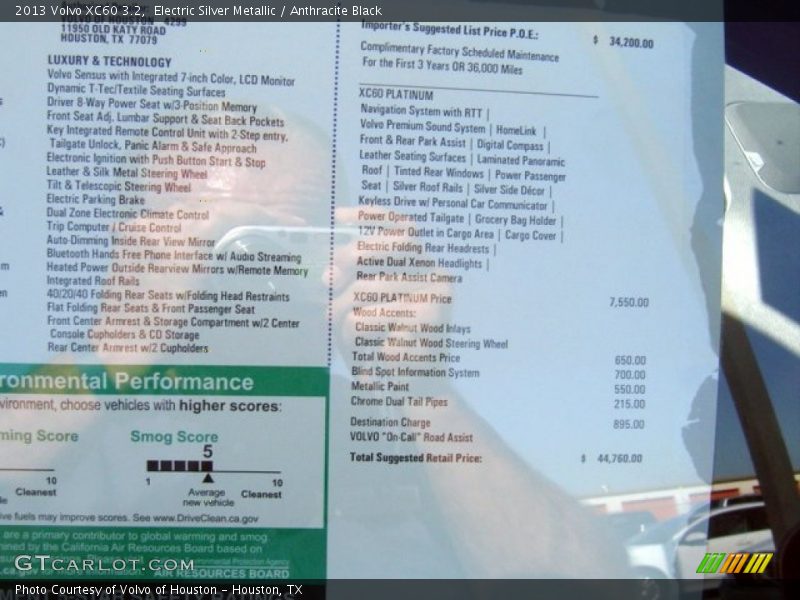 2013 Volvo XC60 3.2, Electric Silver Metallic / Anthracite Black
VOLVO OF HOUSTON 4299
11950 OLD KATY ROAD
HOUSTON, TX 77079
LUXURY & TECHNOLOGY
Volvo Sensus with Integrated 7-inch Color, LCD Monitor
Dynamic T-Tec/Textile Seating Surfaces
Driver 8-Way Power Seat w/3-Position Memory
Front Seat Adj. Lumbar Support & Seat Back Pockets
Key Integrated Remote Control Unit with 2-Step entry,
Tailgate Unlock, Panic Alarm & Safe Approach
Electronic Ignition with Push Button Start & Stop
Leather & Silk Metal Steering Wheel
Tilt & Telescopic Steering Wheel
Electric Parking Brake
Dual Zone Electronic Climate Control
Trip Computer / Cruise Control
Auto-Dimming Inside Rear View Mirror
Bluetooth Hands Free Phone Interface w/ Audio Streaming
Heated Power Outside Rearview Mirrors w/Remote Memory
Integrated Roof Rails
40/20/40 Folding Rear Seats w/Folding Head Restraints
Flat Folding Rear Seats & Front Passenger Seat
Front Center Armrest & Storage Compartment w/2 Center
Console Cupholders & CD Storage
Rear Center Armrest w/2 Cupholders
ronmental Performance
vironment, choose vehicles with higher scores:
ming Score Smog Score
5
10 1 10
Cleanest Average Cleanest
new vehicle
ive fuels may improve scores. See www.DriveClean.ca.gov
are a primary contributor to global warming and smog.
mined by the California Air Resources Board based on
AIR RESOURCES BOARD
Importer's Suggested List Price P.O.E.: $ 34,200.00
Complimentary Factory Scheduled Maintenance
For the First 3 Years OR 36,000 Miles
XC60 PLATINUM
Navigation System with RTT |
Volvo Premium Sound System | HomeLink |
Front & Rear Park Assist | Digital Compass |
Leather Seating Surfaces | Laminated Panoramic
Roof | Tinted Rear Windows | Power Passenger
Seat | Silver Roof Rails | Silver Side Décor |
Keyless Drive w/ Personal Car Communicator |
Power Operated Tailgate | Grocery Bag Holder |
12V Power Outlet in Cargo Area | Cargo Cover |
Electric Folding Rear Headrests |
Active Dual Xenon Headlights |
Rear Park Assist Camera
XC60 PLATINUM Price 7,550.00
Wood Accents:
Classic Walnut Wood Inlays
Classic Walnut Wood Steering Wheel
Total Wood Accents Price 650.00
Blind Spot Information System 700.00
Metallic Paint 550.00
Chrome Dual Tail Pipes 215.00
Destination Charge 895.00
VOLVO "On-Call" Road Assist
Total Suggested Retail Price: $ 44,760.00
GTCARLOT.COM
Photo Courtesy of Volvo of Houston - Houston, TX